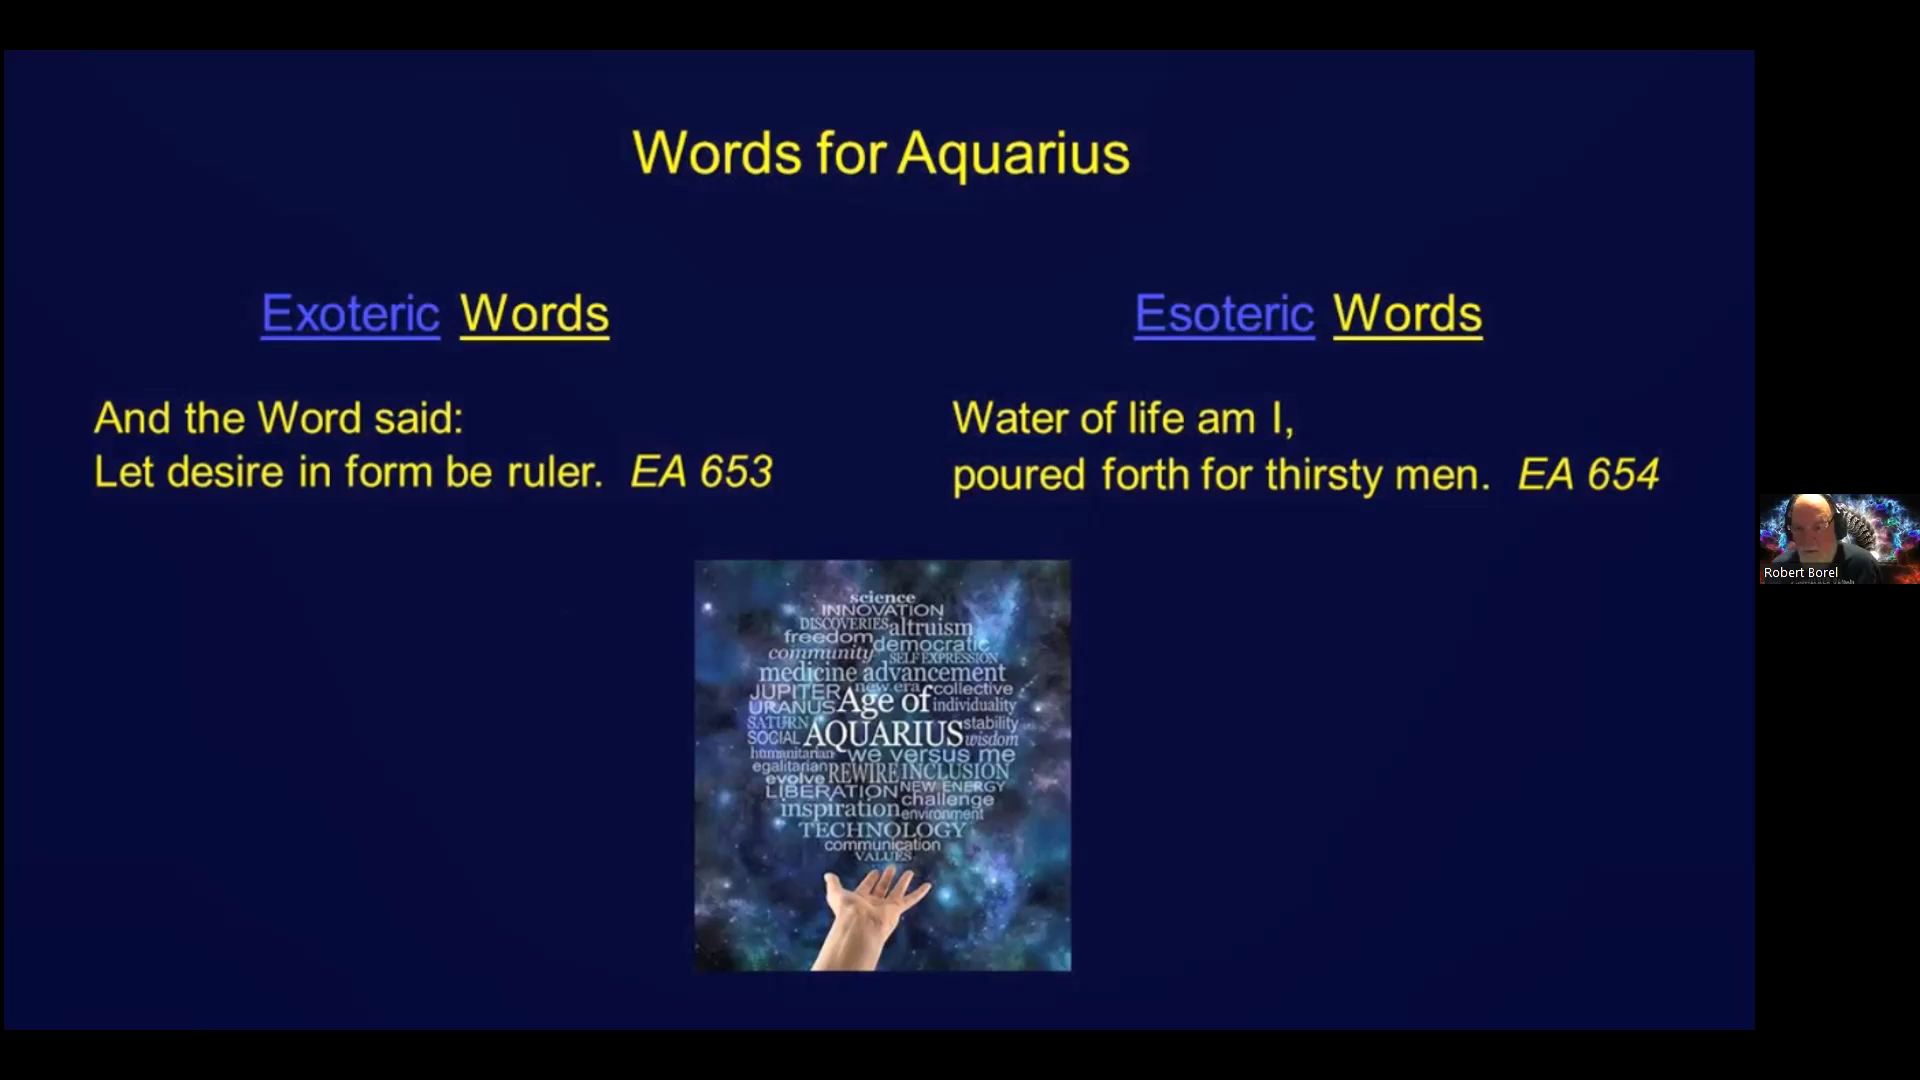 Words for Aquarius
Exoteric Words
And the Word said:
Let desire in form be ruler. EA 653
Esoteric Words
Water of life am I,
poured forth for thirsty men. EA 654
science
INNOVATION
DISCOVERIES altruism
freedom democratic
community SELF EXPRESSION
medicine advancement
JUPITER new era collective
URANUS Age of individuality
SATURN AQUARIUS stability
SOCIAL wisdom
humanitarian we versus me
egalitarian REWIRE INCLUSION
evolve
LIBERATION NEW ENERGY
inspiration challenge
environment
TECHNOLOGY
communication
VALUES
Robert Borel